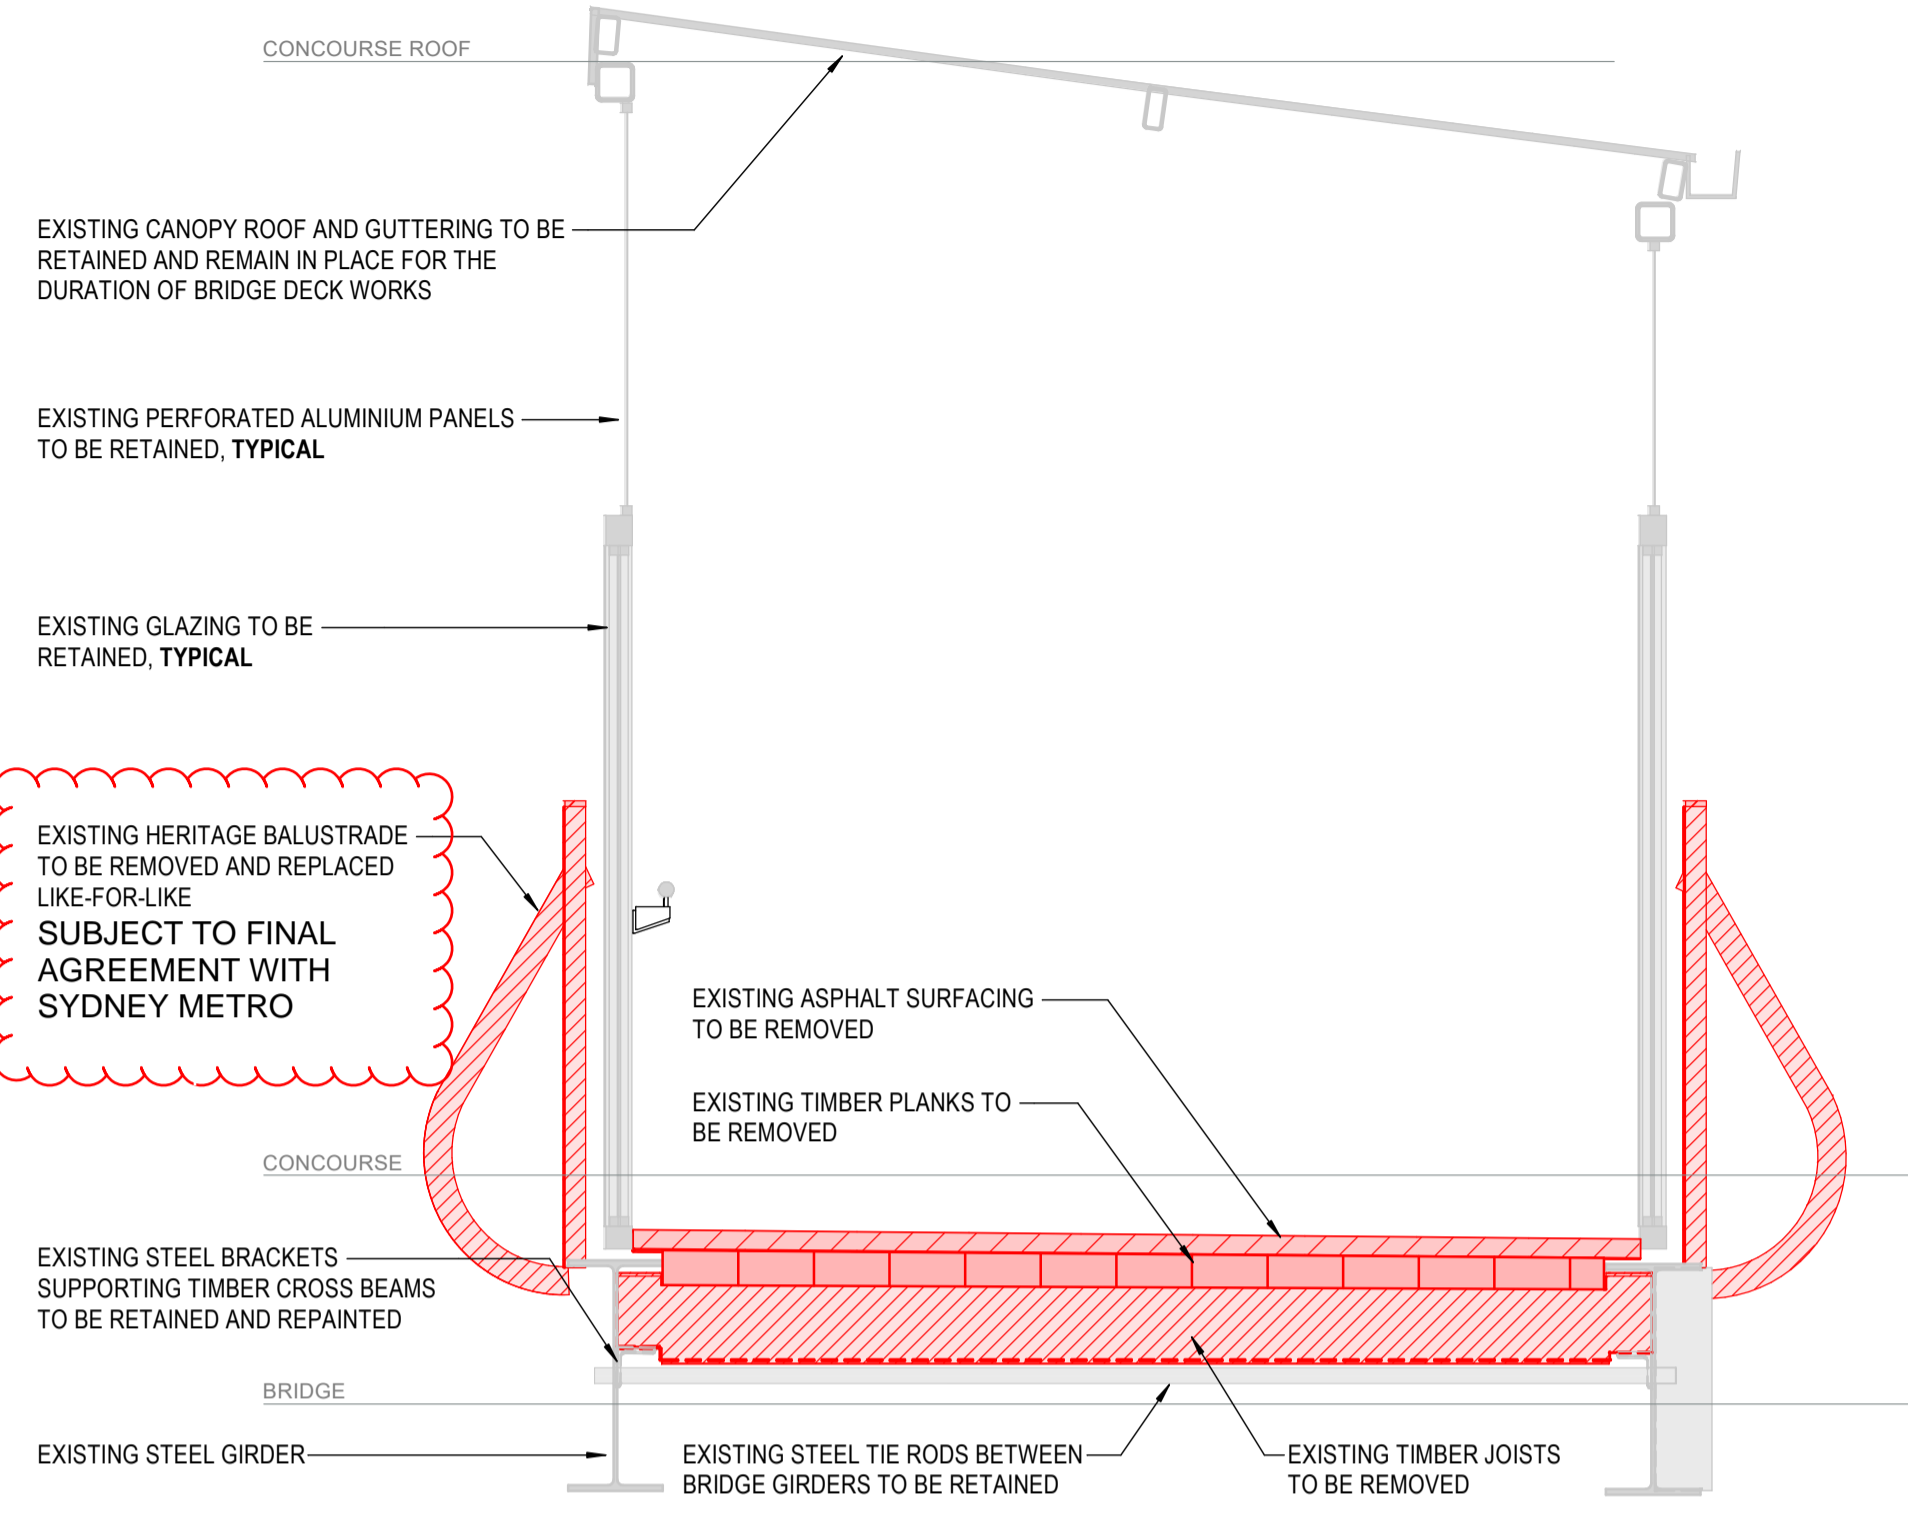 CONCOURSE ROOF
EXISTING CANOPY ROOF AND GUTTERING TO BE
RETAINED AND REMAIN IN PLACE FOR THE
DURATION OF BRIDGE DECK WORKS
EXISTING PERFORATED ALUMINIUM PANELS
TO BE RETAINED, TYPICAL
EXISTING GLAZING TO BE
RETAINED, TYPICAL
EXISTING HERITAGE BALUSTRADE
TO BE REMOVED AND REPLACED
LIKE-FOR-LIKE
SUBJECT TO FINAL
AGREEMENT WITH
SYDNEY METRO
EXISTING ASPHALT SURFACING
TO BE REMOVED
EXISTING TIMBER PLANKS TO
BE REMOVED
CONCOURSE
EXISTING STEEL BRACKETS
SUPPORTING TIMBER CROSS BEAMS
TO BE RETAINED AND REPAINTED
BRIDGE
EXISTING STEEL GIRDER
EXISTING STEEL TIE RODS BETWEEN
BRIDGE GIRDERS TO BE RETAINED
EXISTING TIMBER JOISTS
TO BE REMOVED